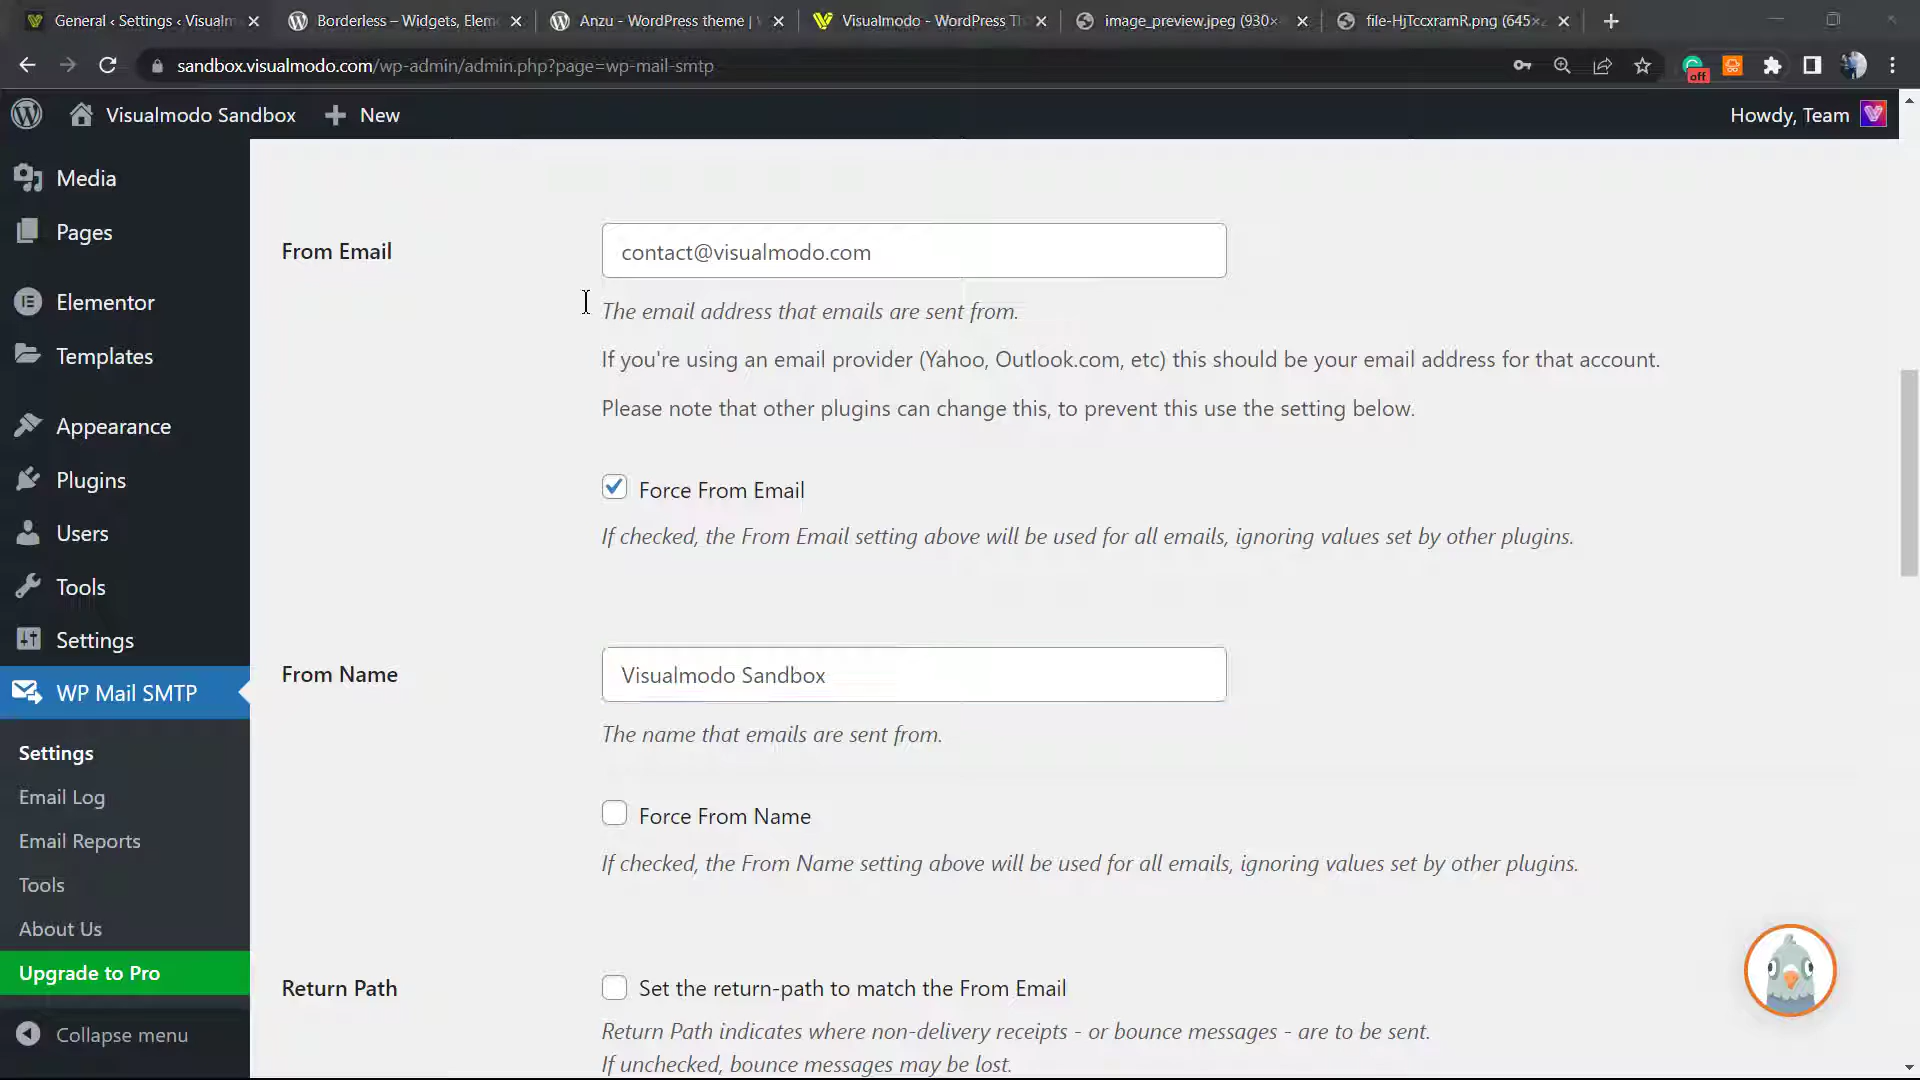 General ‹ Settings ‹ Visualm
Borderless – Widgets, Elem
Anzu - WordPress theme |
Visualmodo - WordPress Th
image_preview.jpeg (930×
file-HjTccxramR.png (645×
sandbox.visualmodo.com/wp-admin/admin.php?page=wp-mail-smtp
off
Visualmodo Sandbox
New
Howdy, Team
Media
Pages
Elementor
Templates
Appearance
Plugins
Users
Tools
Settings
WP Mail SMTP
Settings
Email Log
Email Reports
Tools
About Us
Upgrade to Pro
Collapse menu
From Email
contact@visualmodo.com
The email address that emails are sent from.
If you're using an email provider (Yahoo, Outlook.com, etc) this should be your email address for that account.
Please note that other plugins can change this, to prevent this use the setting below.
Force From Email
If checked, the From Email setting above will be used for all emails, ignoring values set by other plugins.
From Name
Visualmodo Sandbox
The name that emails are sent from.
Force From Name
If checked, the From Name setting above will be used for all emails, ignoring values set by other plugins.
Return Path
Set the return-path to match the From Email
Return Path indicates where non-delivery receipts - or bounce messages - are to be sent.
If unchecked, bounce messages may be lost.